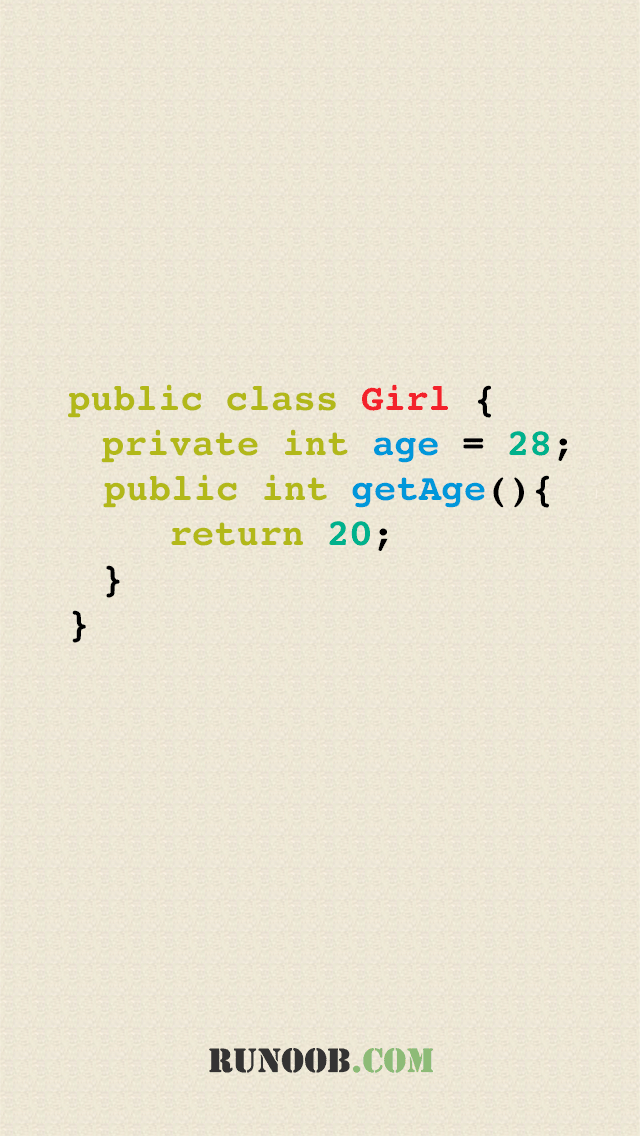 public class Girl {
private int age = 28;
public int getAge(){
return 20;
}
}
RUNOOB.COM